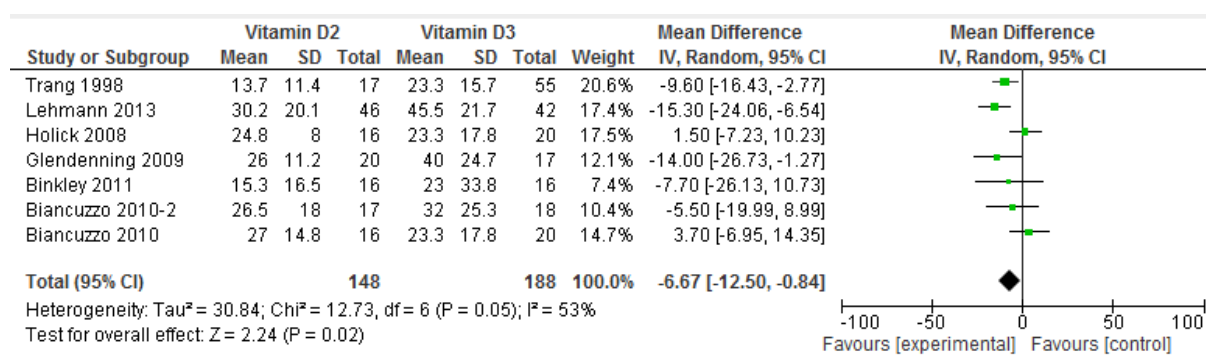 Vitamin D2 Vitamin D3 Mean Difference Mean Difference
Study or Subgroup Mean SD Total Mean SD Total Weight IV, Random, 95% CI IV, Random, 95% CI
Trang 1998 13.7 11.4 17 23.3 15.7 55 20.6% -9.60 [-16.43, -2.77]
Lehmann 2013 30.2 20.1 46 45.5 21.7 42 17.4% -15.30 [-24.06, -6.54]
Holick 2008 24.8 8 16 23.3 17.8 20 17.5% 1.50 [-7.23, 10.23]
Glendenning 2009 26 11.2 20 40 24.7 17 12.1% -14.00 [-26.73, -1.27]
Binkley 2011 15.3 16.5 16 23 33.8 16 7.4% -7.70 [-26.13, 10.73]
Biancuzzo 2010-2 26.5 18 17 32 25.3 18 10.4% -5.50 [-19.99, 8.99]
Biancuzzo 2010 27 14.8 16 23.3 17.8 20 14.7% 3.70 [-6.95, 14.35]
Total (95% CI) 148 188 100.0% -6.67 [-12.50, -0.84]
Heterogeneity: Tau² = 30.84; Chi² = 12.73, df = 6 (P = 0.05); I² = 53%
Test for overall effect: Z = 2.24 (P = 0.02)
-100 -50 0 50 100
Favours [experimental] Favours [control]